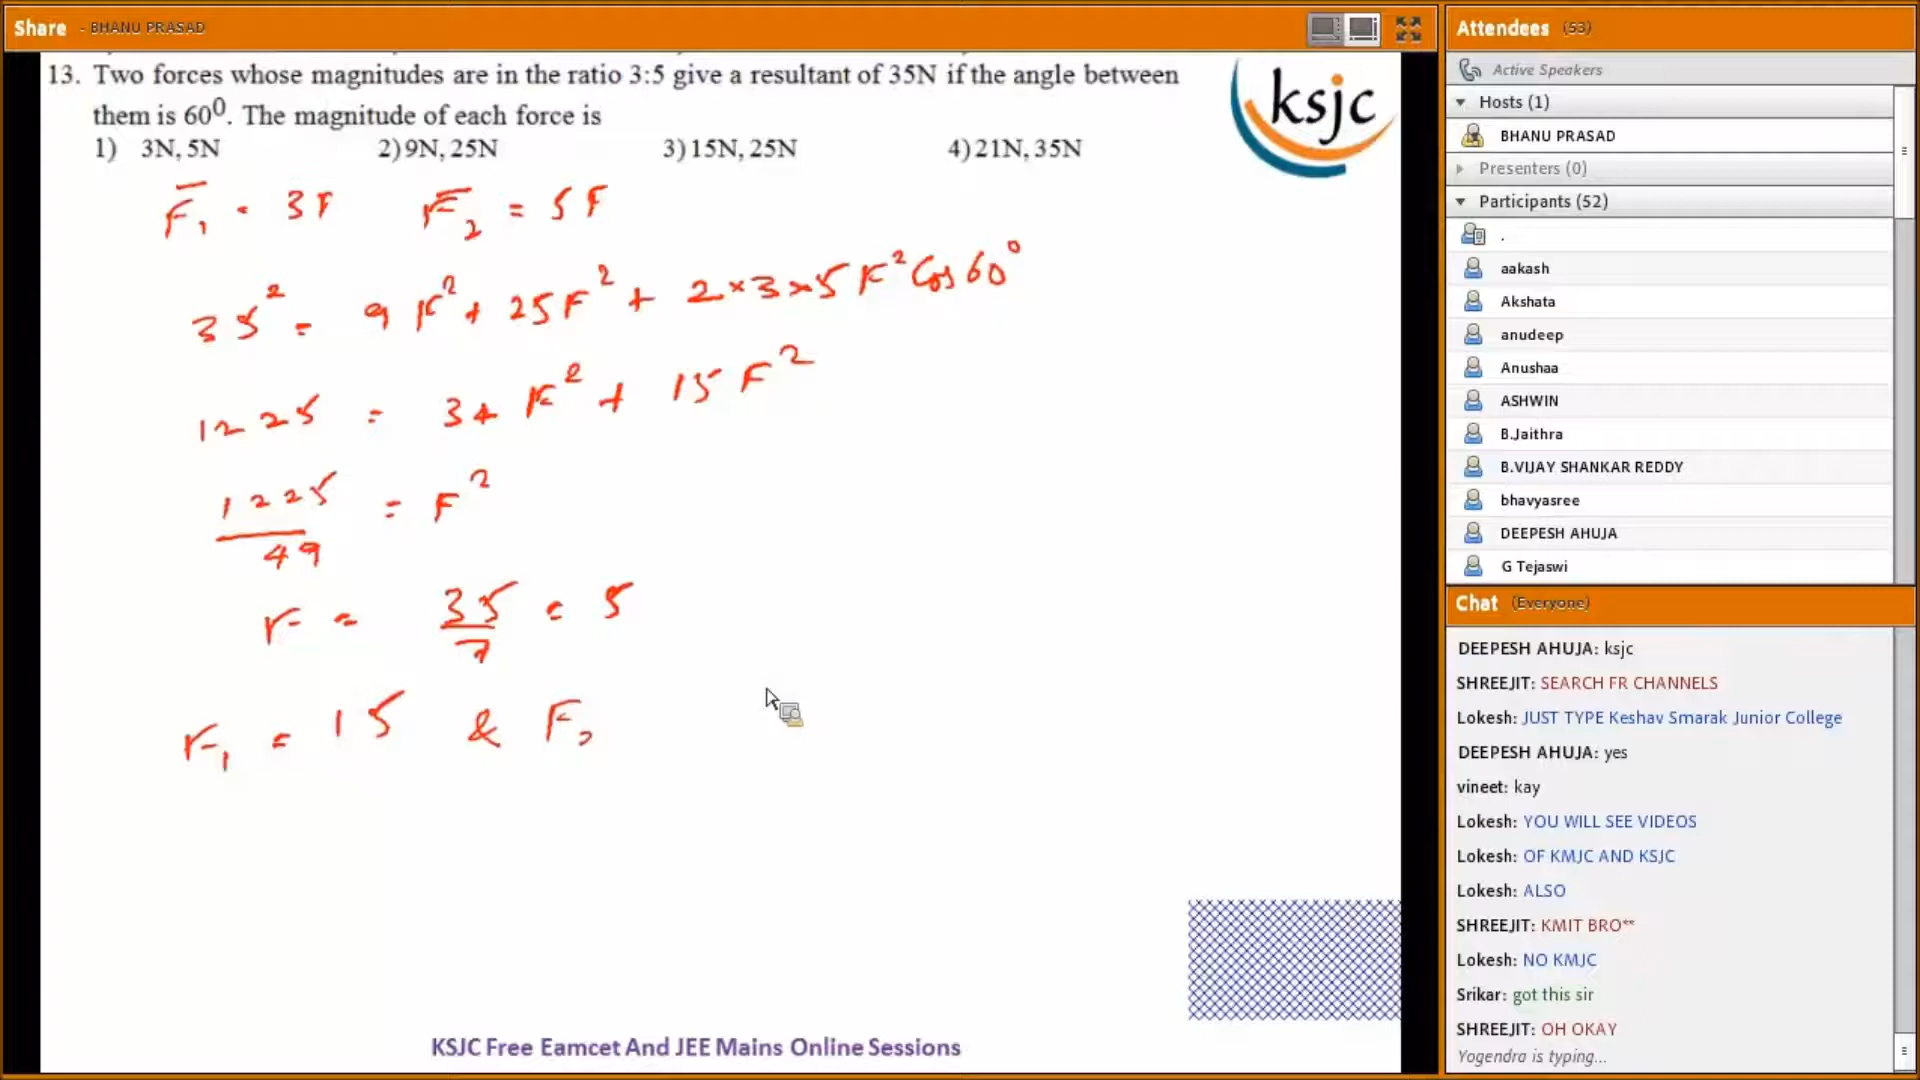 Share - BHANU PRASAD
13. Two forces whose magnitudes are in the ratio 3:5 give a resultant of 35N if the angle between
them is 60⁰. The magnitude of each force is
1) 3N, 5N 2) 9N, 25N 3) 15N, 25N 4) 21N, 35N
ksjc
F̅₁ = 3F F̅₂ = 5F
35² = 9F² + 25F² + 2×3×5F² Cos60°
1225 = 34F² + 15F²
1225/49 = F²
F = 35/7 = 5
F₁ = 15 & F₂
KSJC Free Eamcet And JEE Mains Online Sessions
Attendees (53)
Active Speakers
Hosts (1)
BHANU PRASAD
Presenters (0)
Participants (52)
.
aakash
Akshata
anudeep
Anushaa
ASHWIN
B.Jaithra
B.VIJAY SHANKAR REDDY
bhavyasree
DEEPESH AHUJA
G Tejaswi
Chat (Everyone)
DEEPESH AHUJA: ksjc
SHREEJIT: SEARCH FR CHANNELS
Lokesh: JUST TYPE Keshav Smarak Junior College
DEEPESH AHUJA: yes
vineet: kay
Lokesh: YOU WILL SEE VIDEOS
Lokesh: OF KMJC AND KSJC
Lokesh: ALSO
SHREEJIT: KMIT BRO**
Lokesh: NO KMJC
Srikar: got this sir
SHREEJIT: OH OKAY
Yogendra is typing...